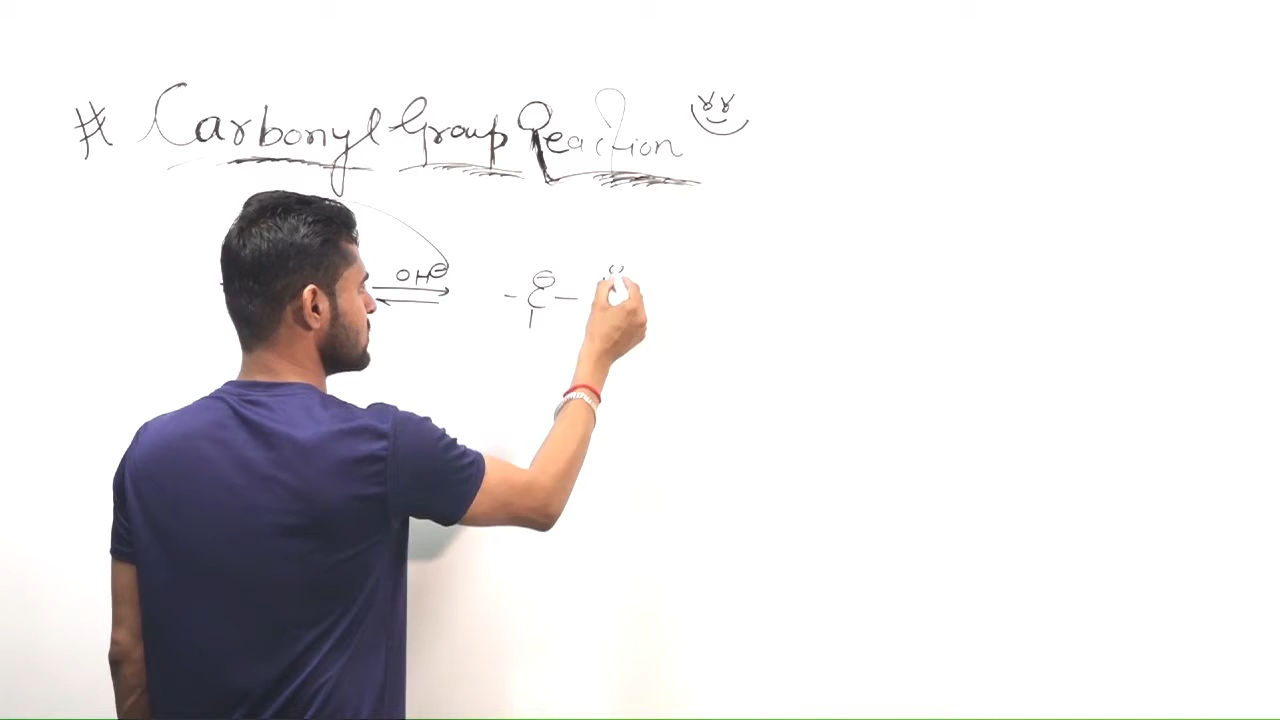 # Carbonyl Group Reaction
OH⊖
⊖
- C - O